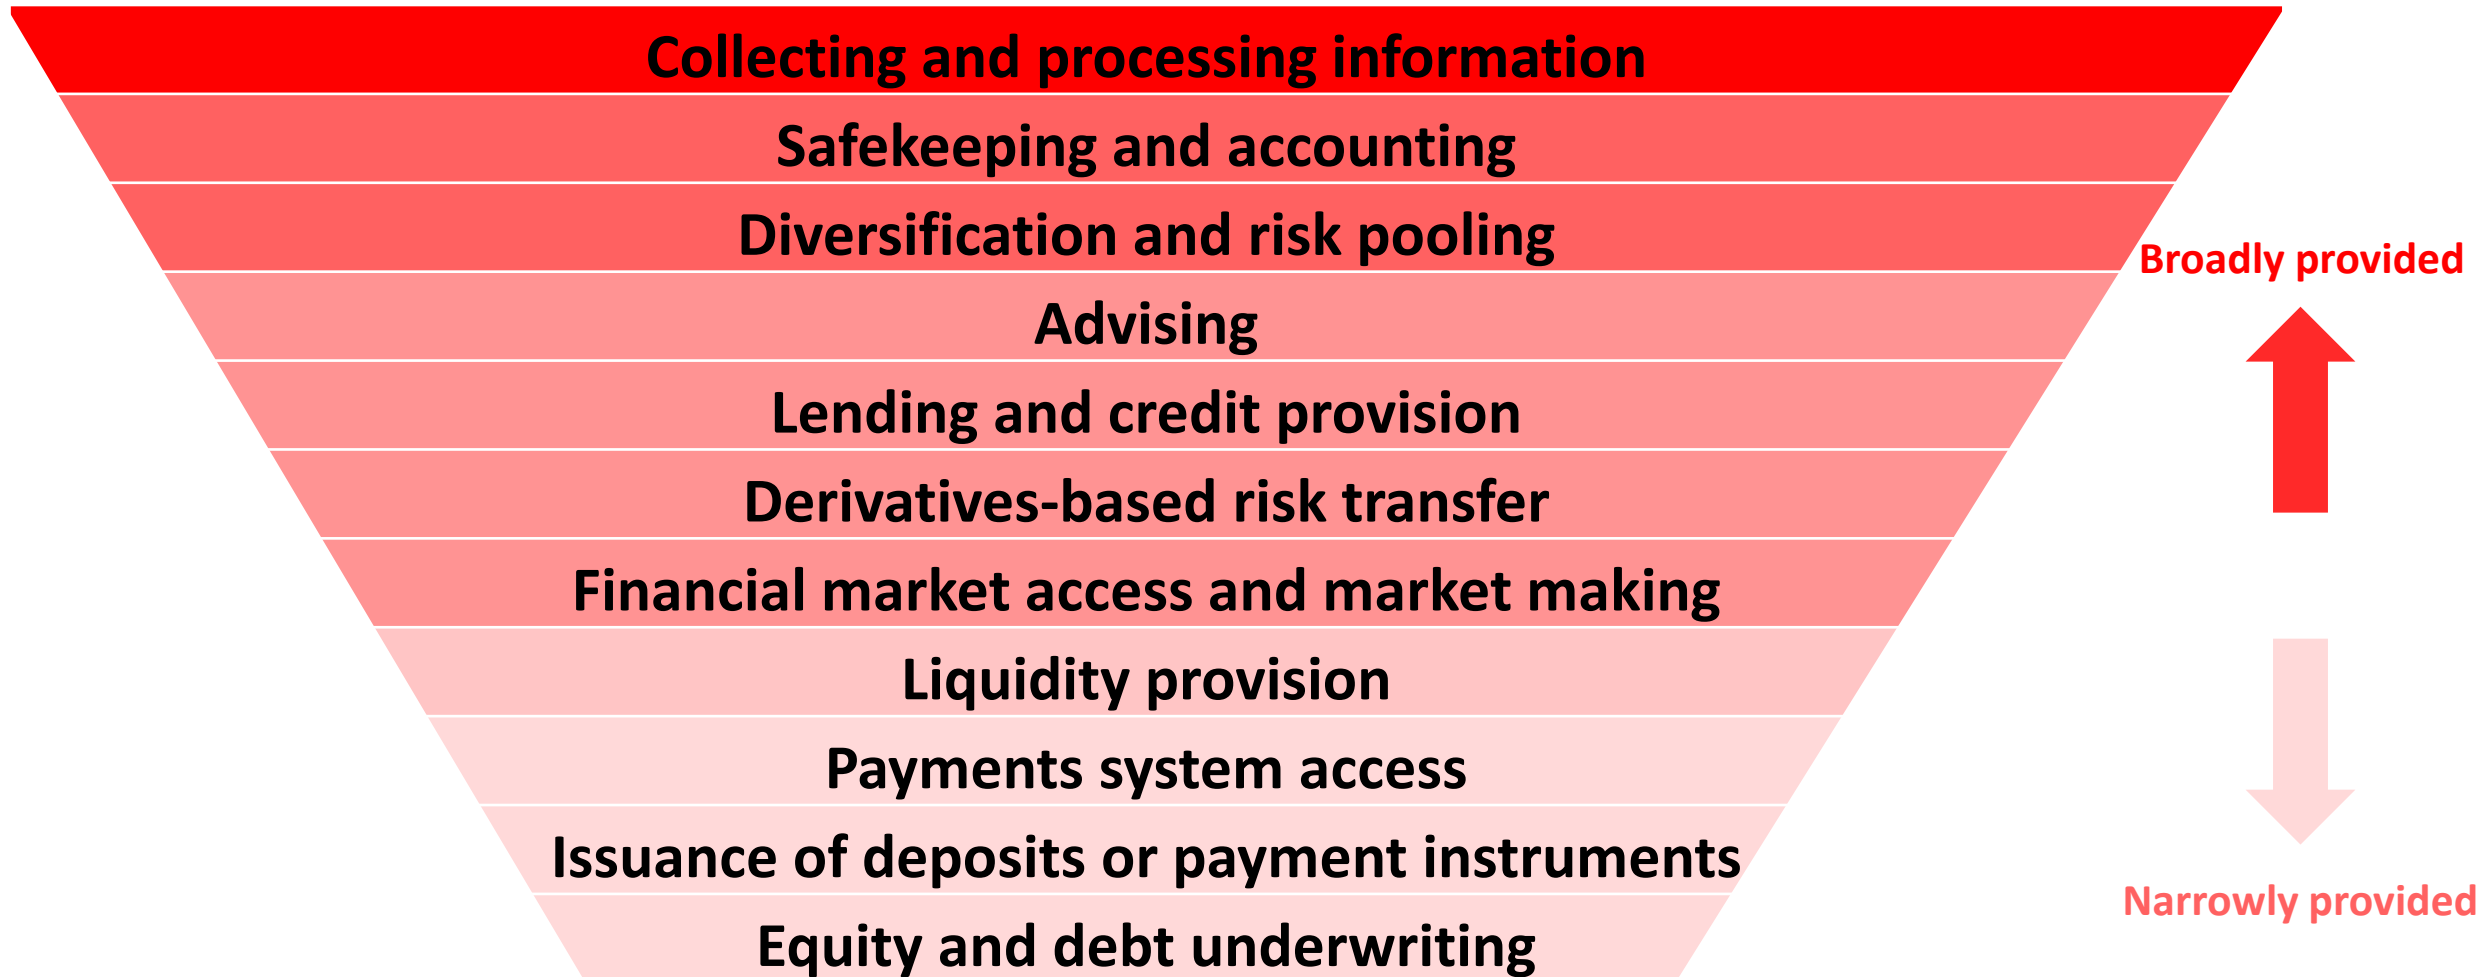 Collecting and processing information
Safekeeping and accounting
Diversification and risk pooling
Broadly provided
Advising
Lending and credit provision
Derivatives-based risk transfer
Financial market access and market making
Liquidity provision
Payments system access
Issuance of deposits or payment instruments
Narrowly provided
Equity and debt underwriting